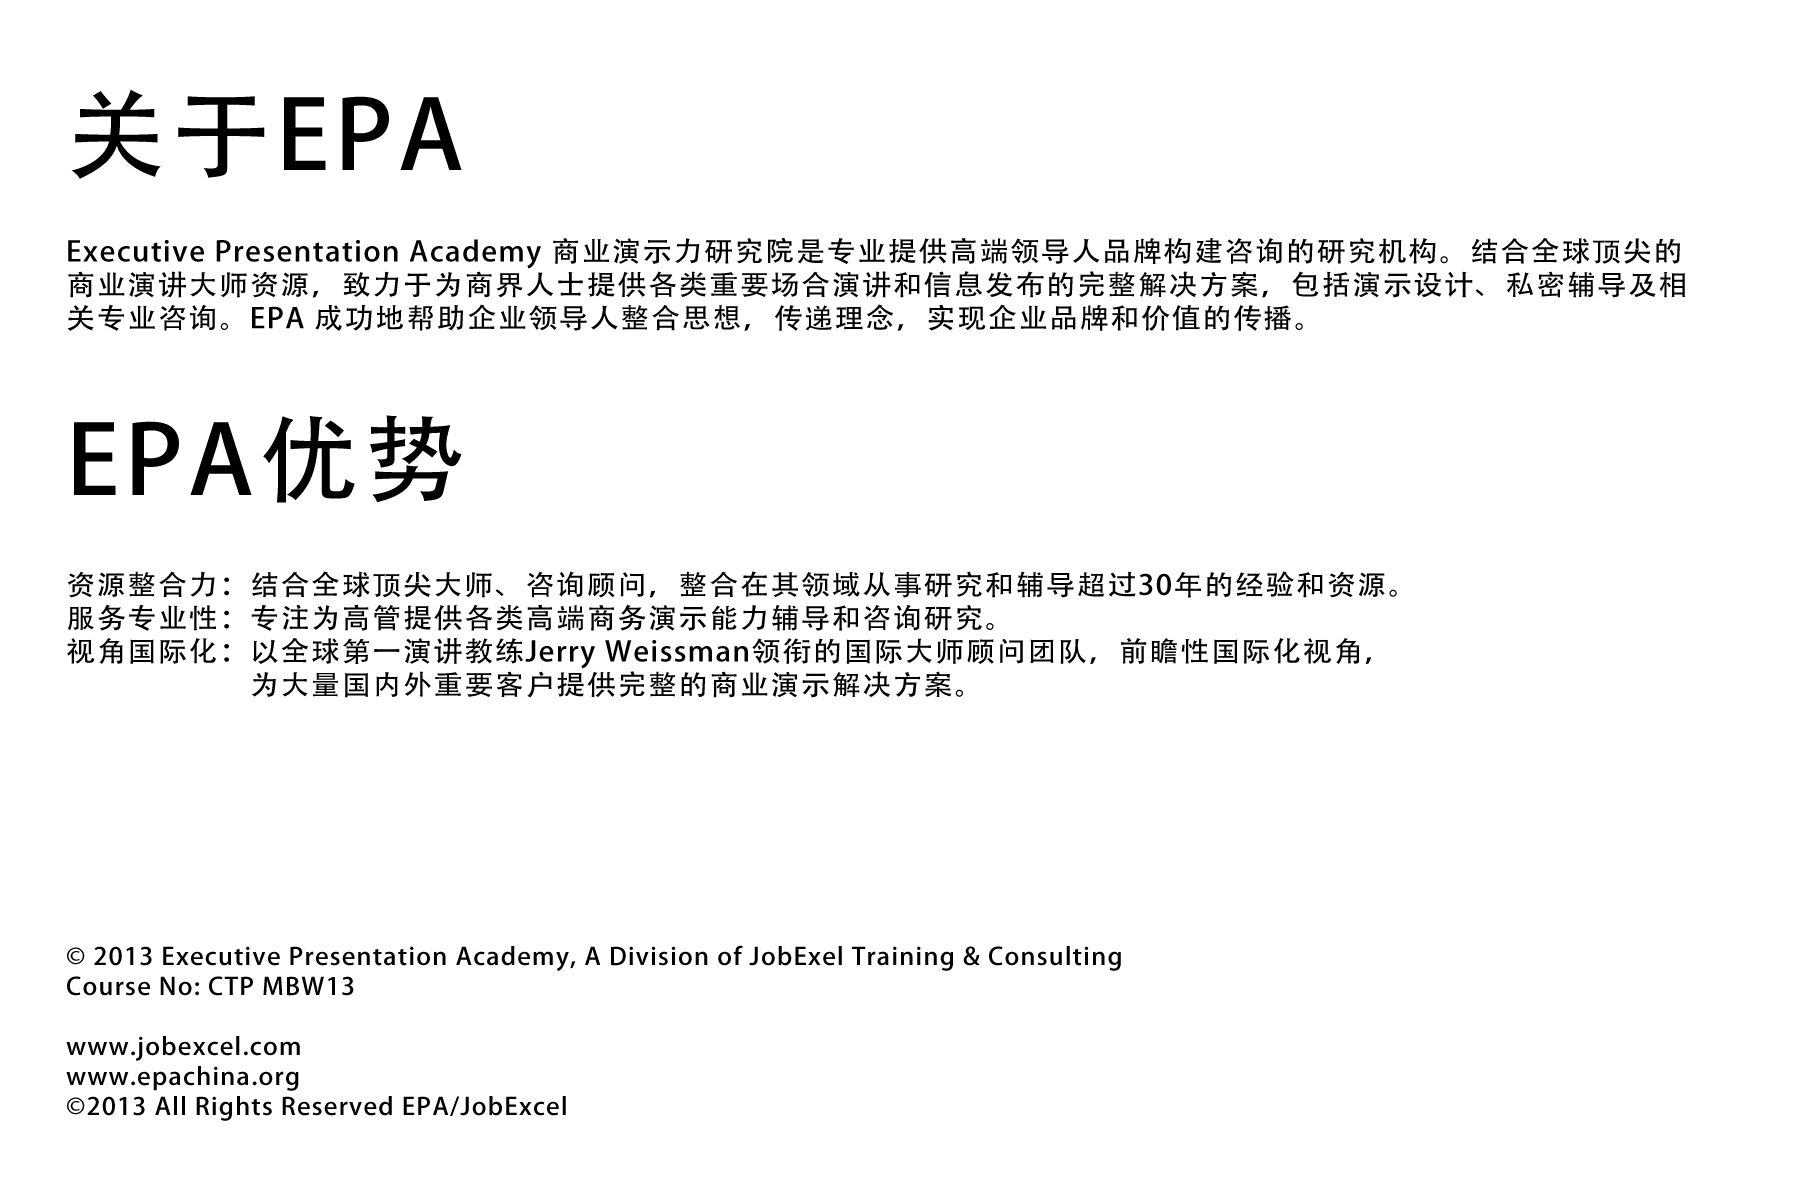 关于EPA
Executive Presentation Academy 商业演示力研究院是专业提供高端领导人品牌构建咨询的研究机构。结合全球顶尖的
商业演讲大师资源，致力于为商界人士提供各类重要场合演讲和信息发布的完整解决方案，包括演示设计、私密辅导及相
关专业咨询。EPA 成功地帮助企业领导人整合思想，传递理念，实现企业品牌和价值的传播。
EPA优势
资源整合力：结合全球顶尖大师、咨询顾问，整合在其领域从事研究和辅导超过30年的经验和资源。
服务专业性：专注为高管提供各类高端商务演示能力辅导和咨询研究。
视角国际化：以全球第一演讲教练Jerry Weissman领衔的国际大师顾问团队，前瞻性国际化视角，
为大量国内外重要客户提供完整的商业演示解决方案。
© 2013 Executive Presentation Academy, A Division of JobExel Training & Consulting
Course No: CTP MBW13
www.jobexcel.com
www.epachina.org
©2013 All Rights Reserved EPA/JobExcel